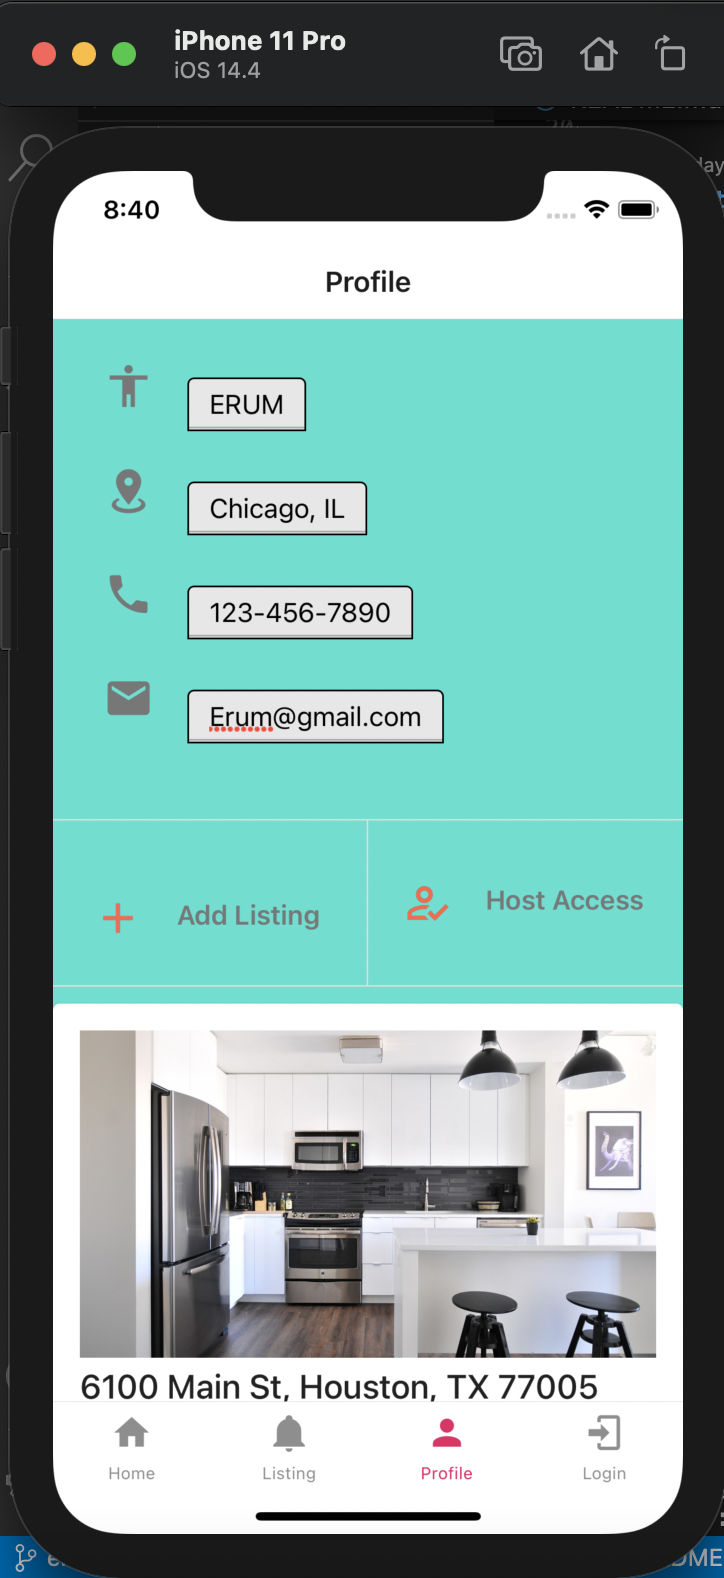 iPhone 11 Pro
iOS 14.4
8:40
Profile
ERUM
Chicago, IL
123-456-7890
Erum@gmail.com
Add Listing
Host Access
6100 Main St, Houston, TX 77005
Home
Listing
Profile
Login